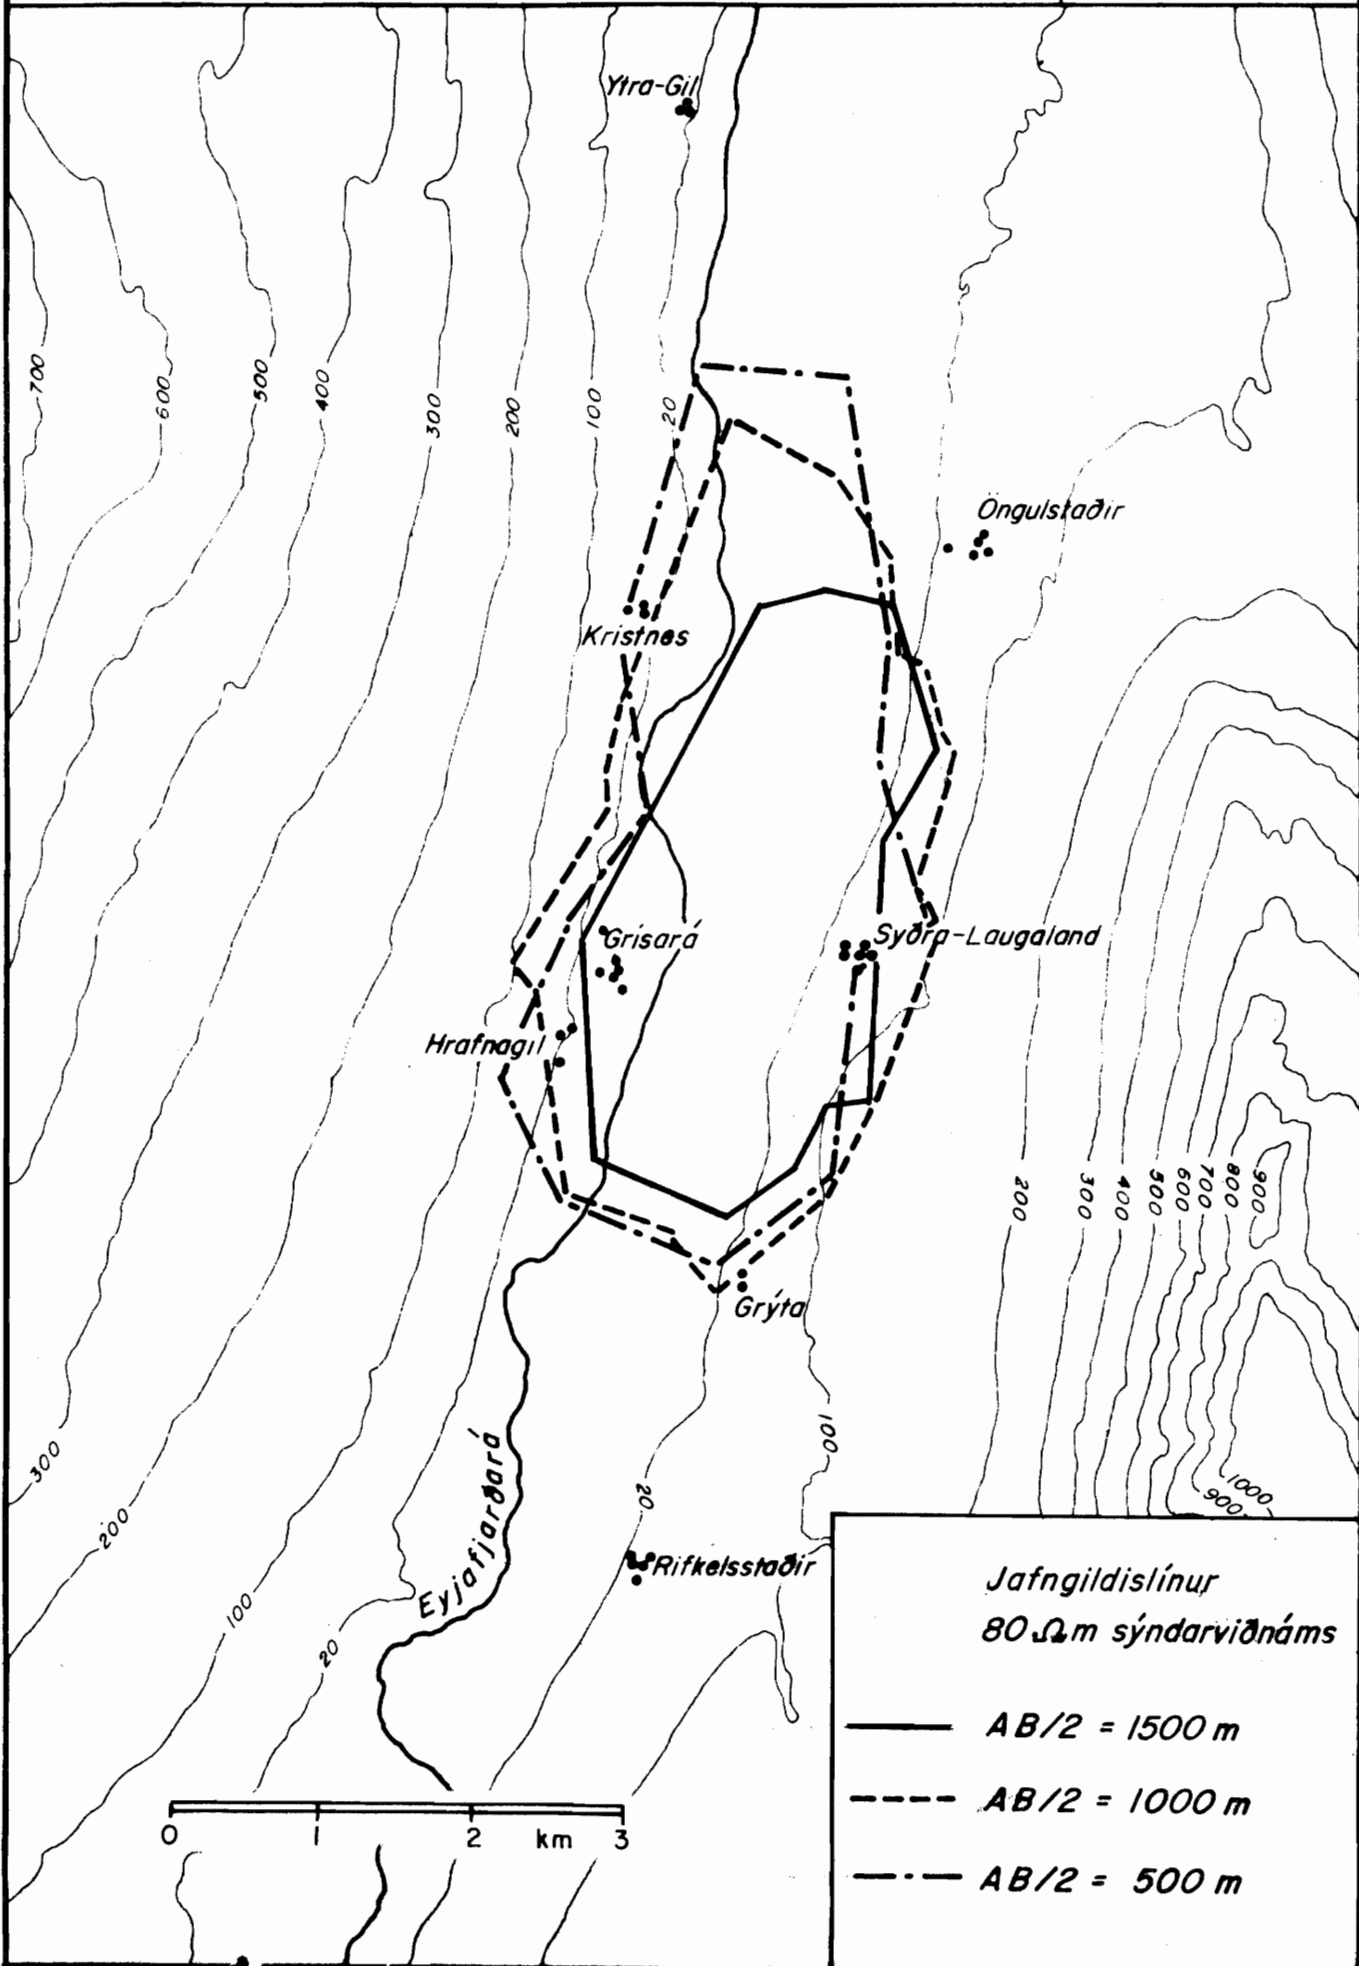 Ytra-Gil
700
600
500
400
300
200
100
20
Öngulstaðir
Kristnes
Grísará
Syðra-Laugaland
Hrafnagil
200
300
400
500
600
700
800
900
Grýta
300
200
100
20
Eyjafjarðará
20
100
1000
900
Rifkelsstaðir
Jafngildislínur
80 Ωm sýndarviðnáms
AB/2 = 1500 m
AB/2 = 1000 m
AB/2 = 500 m
0 1 2 km 3